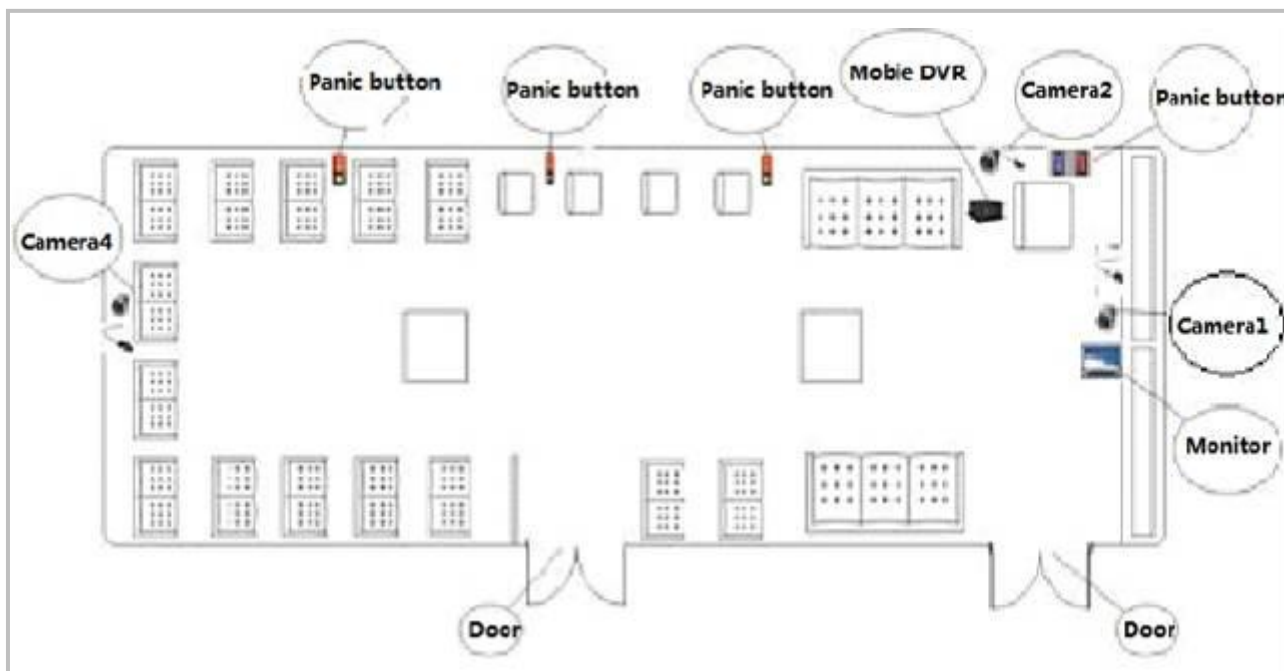 Panic button
Panic button
Panic button
Mobie DVR
Camera2
Panic button
Camera4
Camera1
Monitor
Door
Door